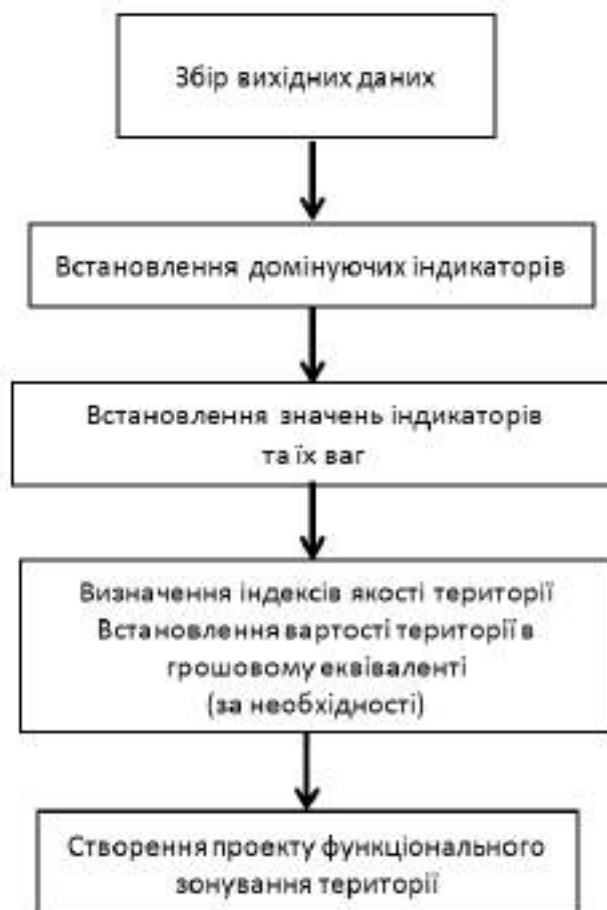 Збір вихідних даних
Встановлення домінуючих індикаторів
Встановлення значень індикаторів
та їх ваг
Визначення індексів якості території
Встановлення вартості території в
грошовому еквіваленті
(за необхідності)
Створення проекту функціонального
зонування території